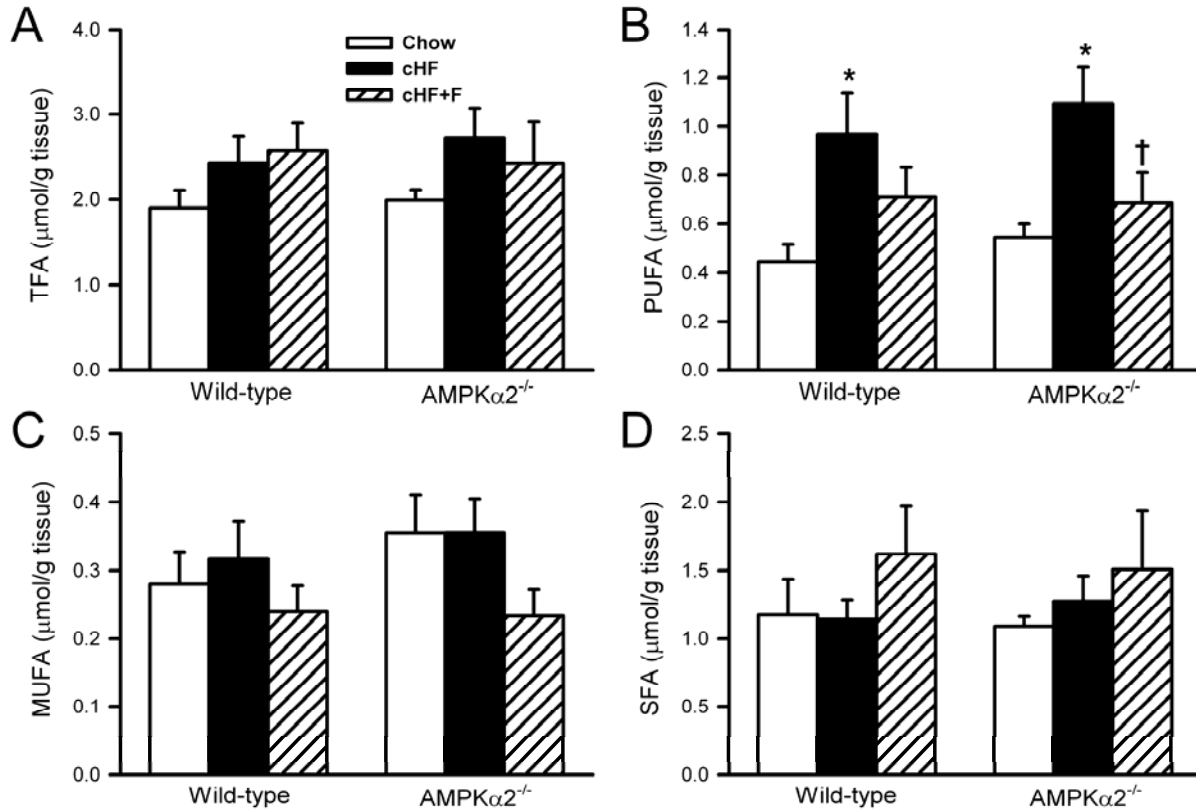 A
TFA (μmol/g tissue)
4.0
3.0
2.0
1.0
0.0
Chow
cHF
cHF+F
Wild-type
AMPKα2-/-
B
PUFA (μmol/g tissue)
1.4
1.2
1.0
0.8
0.6
0.4
0.2
0.0
*
*
†
Wild-type
AMPKα2-/-
C
MUFA (μmol/g tissue)
0.5
0.4
0.3
0.2
0.1
0.0
Wild-type
AMPKα2-/-
D
SFA (μmol/g tissue)
2.5
2.0
1.5
1.0
0.5
0.0
Wild-type
AMPKα2-/-